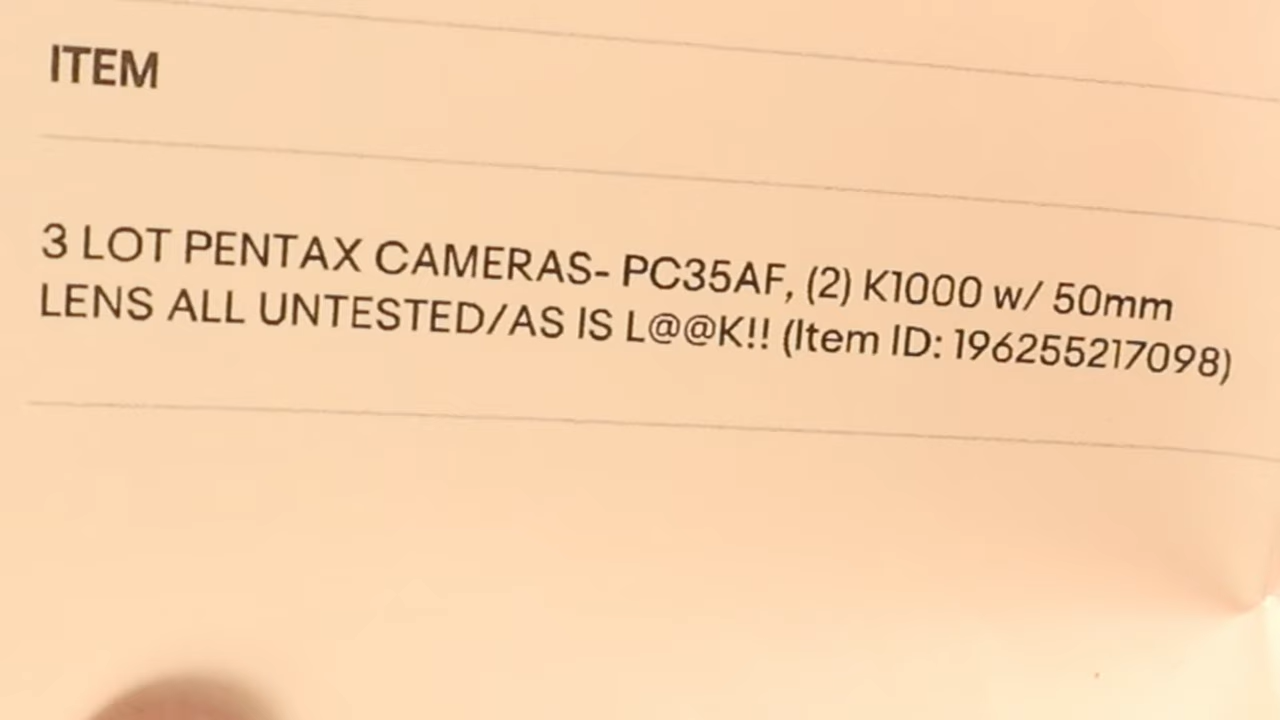 ITEM
3 LOT PENTAX CAMERAS- PC35AF, (2) K1000 w/ 50mm
LENS ALL UNTESTED/AS IS L@@K!! (Item ID: 196255217098)